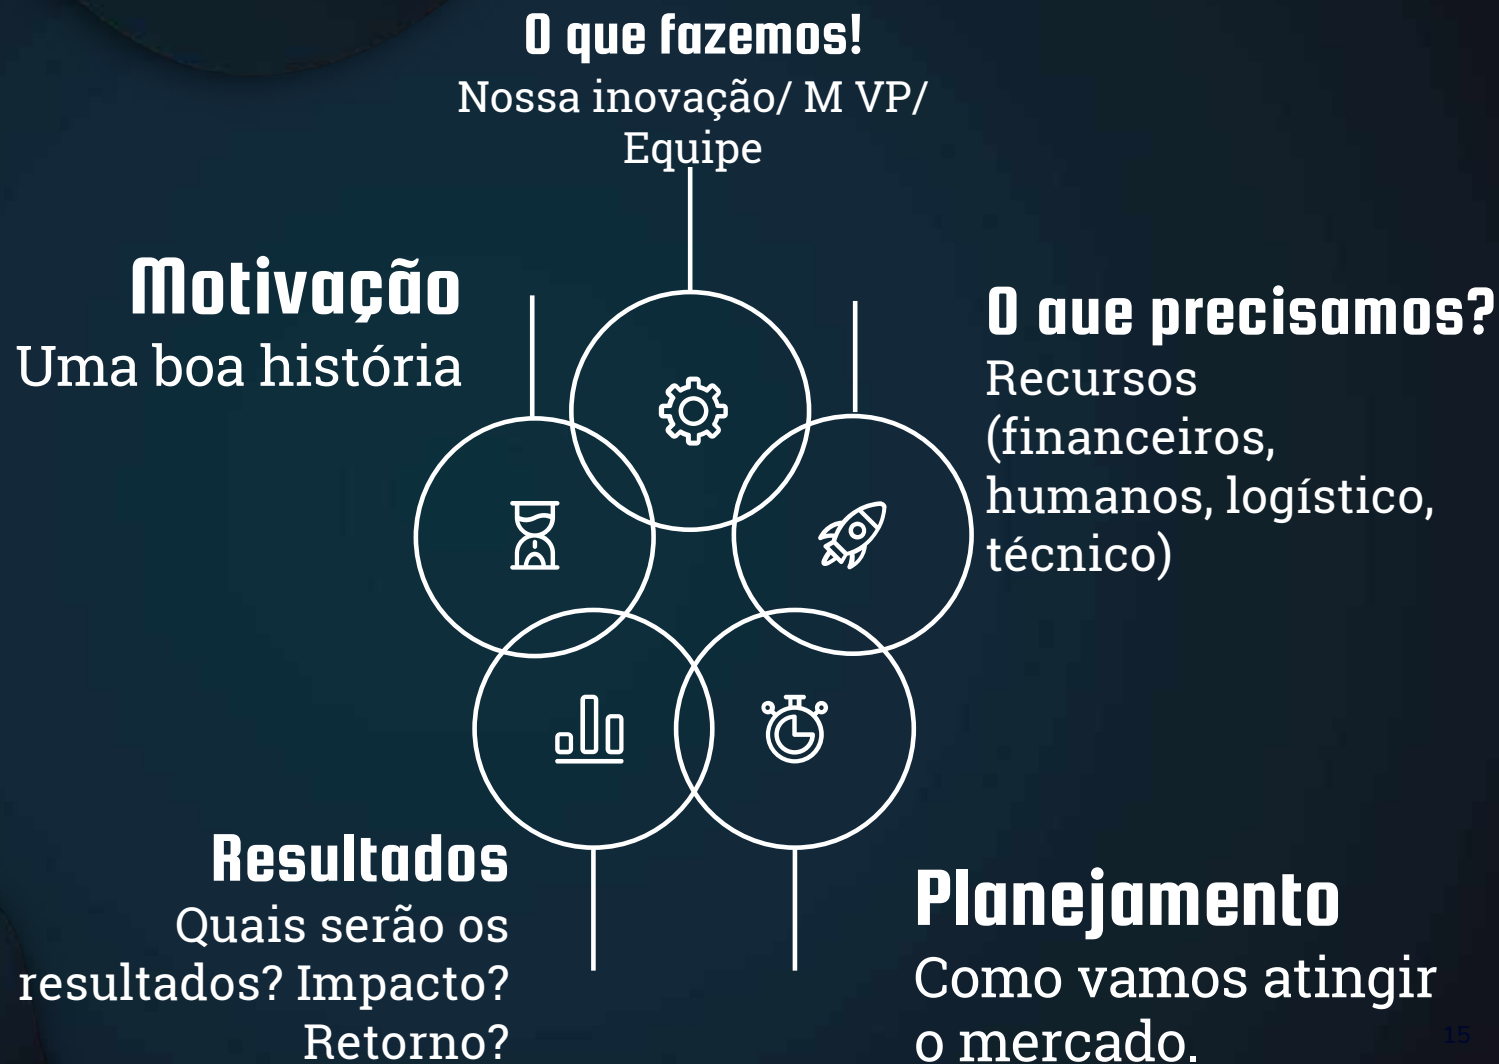 O que fazemos!
Nossa inovação/ M VP/
Equipe
Motivação
Uma boa história
O aue precisamos?
Recursos
(financeiros,
humanos, logístico,
técnico)
Resultados
Quais serão os
resultados? Impacto?
Retorno?
Planejamento
Como vamos atingir
o mercado.
15